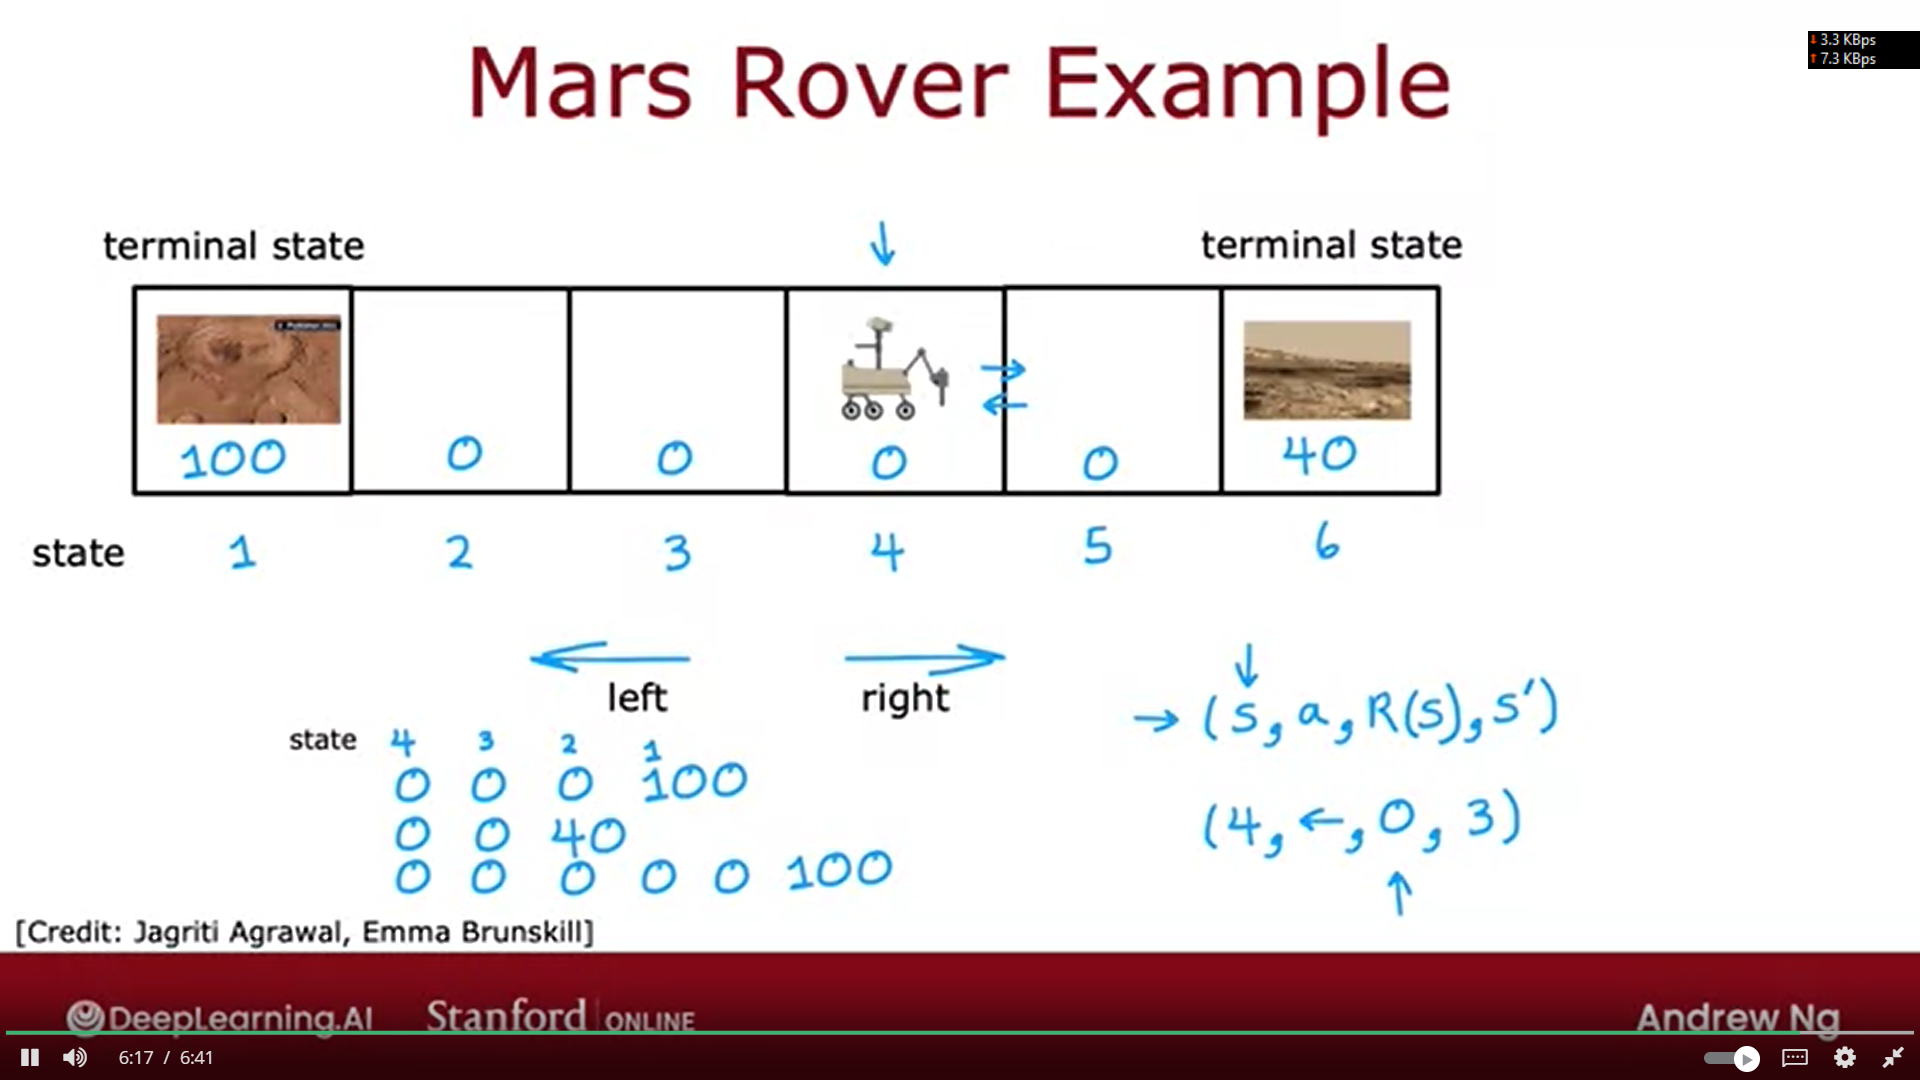 Mars Rover Example
↓ 3.3 KBps
↑ 7.3 KBps
terminal state ↓ terminal state
→
←
100 0 0 0 0 40
state 1 2 3 4 5 6
← →
left right
↓
→ (s, a, R(s), s')
state 4 3 2 1
0 0 0 100
(4, ←, 0, 3)
0 0 40
0 0 0 0 0 100
↑
[Credit: Jagriti Agrawal, Emma Brunskill]
DeepLearning.AI Stanford | ONLINE Andrew Ng
6:17 / 6:41